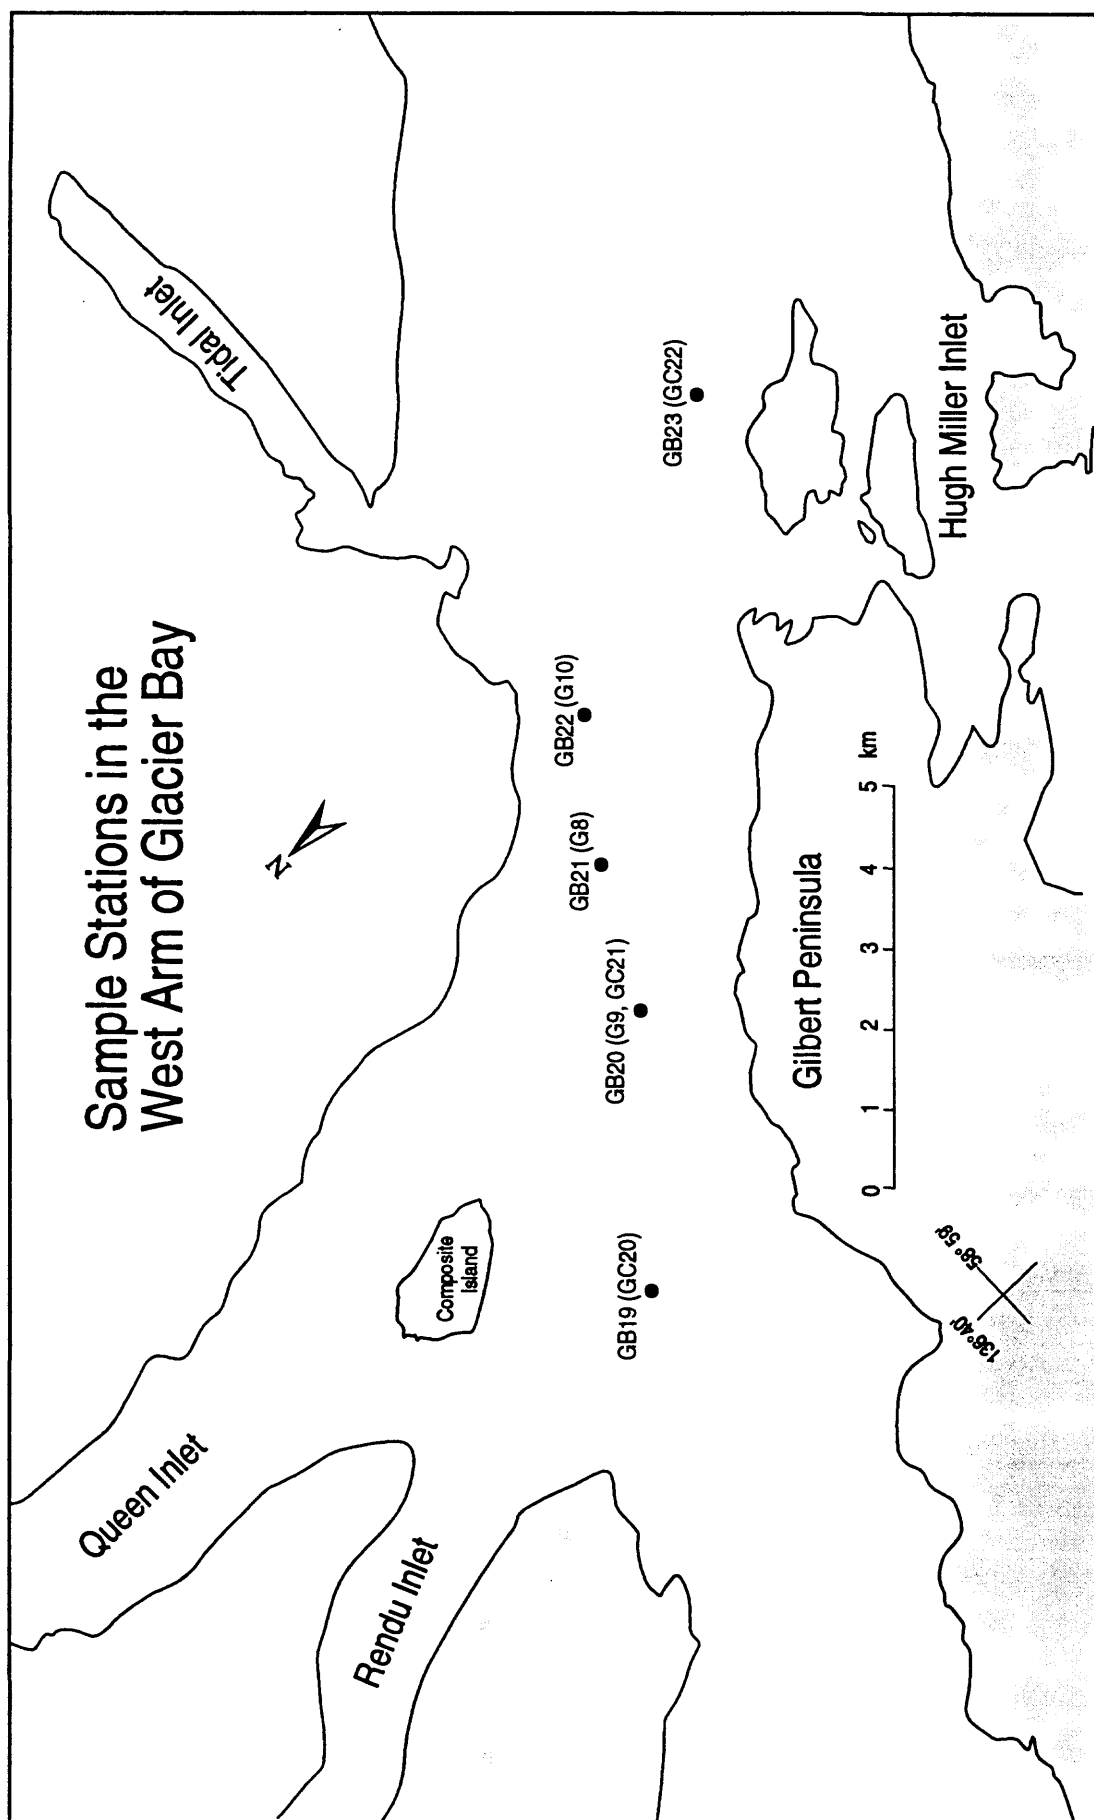 Sample Stations in the
West Arm of Glacier Bay
N
Queen Inlet
Rendu Inlet
Composite
Island
Tidal Inlet
GB19 (GC20)
GB20 (G9, GC21)
GB21 (G8)
GB22 (G10)
GB23 (GC22)
Gilbert Peninsula
Hugh Miller Inlet
0 1 2 3 4 5 km
136°40'
58° 59'